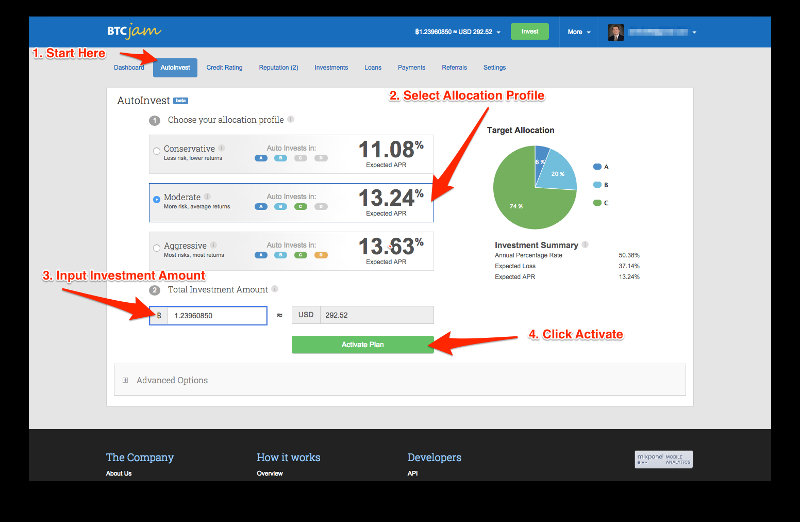 BTCjam
฿1.23960850 ≈ USD 292.52
Invest
More
1. Start Here
Dashboard AutoInvest Credit Rating Reputation (2) Investments Loans Payments Referrals Settings
AutoInvest beta
2. Select Allocation Profile
1 Choose your allocation profile
Conservative
Less risk, lower returns
Auto Invests in:
A B C D
11.08%
Expected APR
Moderate
More risk, average returns
Auto Invests in:
A B C D
13.24%
Expected APR
Aggressive
Most risks, most returns
Auto Invests in:
A B C D
13.63%
Expected APR
Target Allocation
6 %
20 %
74 %
A
B
C
Investment Summary
Annual Percentage Rate 50.38%
Expected Loss 37.14%
Expected APR 13.24%
3. Input Investment Amount
2 Total Investment Amount
฿ 1.23960850 ≈ USD 292.52
4. Click Activate
Activate Plan
Advanced Options
The Company How it works Developers
About Us Overview API
mixpanel MOBILE
ANALYTICS